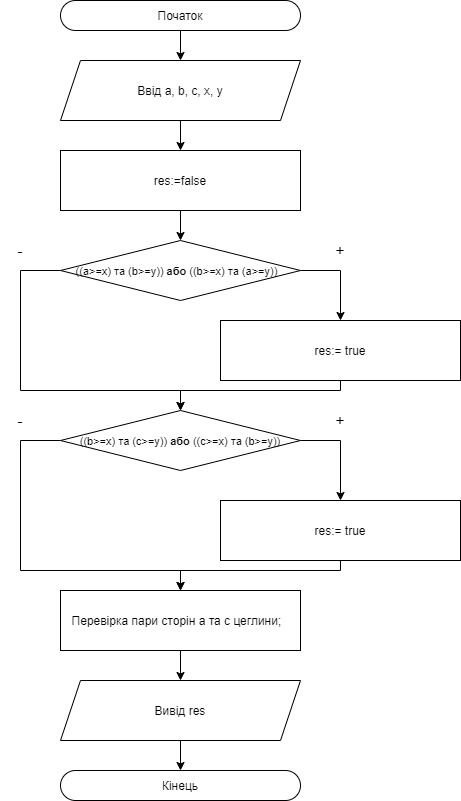 Початок
Ввід a, b, c, x, y
res:=false
-
+
((a>=x) та (b>=y)) або ((b>=x) та (a>=y))
res:= true
-
+
((b>=x) та (c>=y)) або ((c>=x) та (b>=y))
res:= true
Перевірка пари сторін a та c цеглини;
Вивід res
Кінець